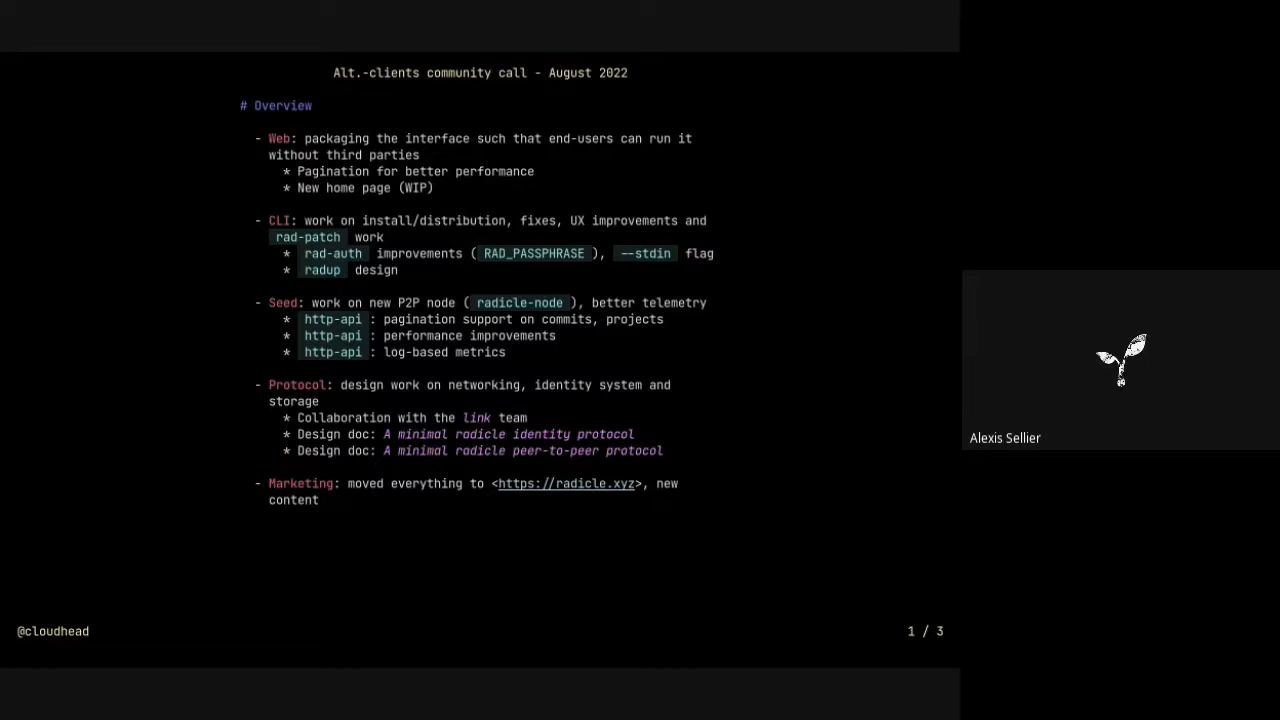 Alt.-clients community call - August 2022
# Overview
- Web: packaging the interface such that end-users can run it
without third parties
* Pagination for better performance
* New home page (WIP)
- CLI: work on install/distribution, fixes, UX improvements and
rad-patch work
* rad-auth improvements ( RAD_PASSPHRASE ), --stdin flag
* radup design
- Seed: work on new P2P node ( radicle-node ), better telemetry
* http-api : pagination support on commits, projects
* http-api : performance improvements
* http-api : log-based metrics
- Protocol: design work on networking, identity system and
storage
* Collaboration with the link team
* Design doc: A minimal radicle identity protocol
* Design doc: A minimal radicle peer-to-peer protocol
- Marketing: moved everything to <https://radicle.xyz>, new
content
@cloudhead
1 / 3
Alexis Sellier